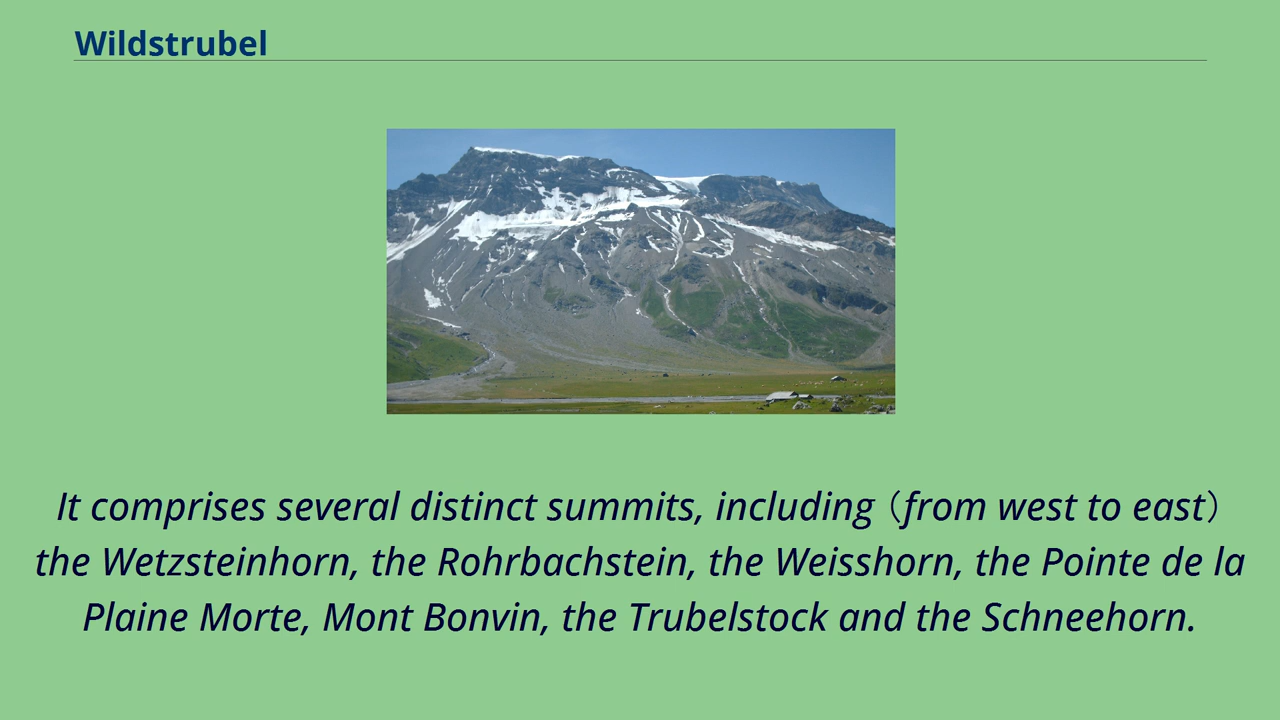 Wildstrubel
It comprises several distinct summits, including（from west to east）
the Wetzsteinhorn, the Rohrbachstein, the Weisshorn, the Pointe de la
Plaine Morte, Mont Bonvin, the Trubelstock and the Schneehorn.